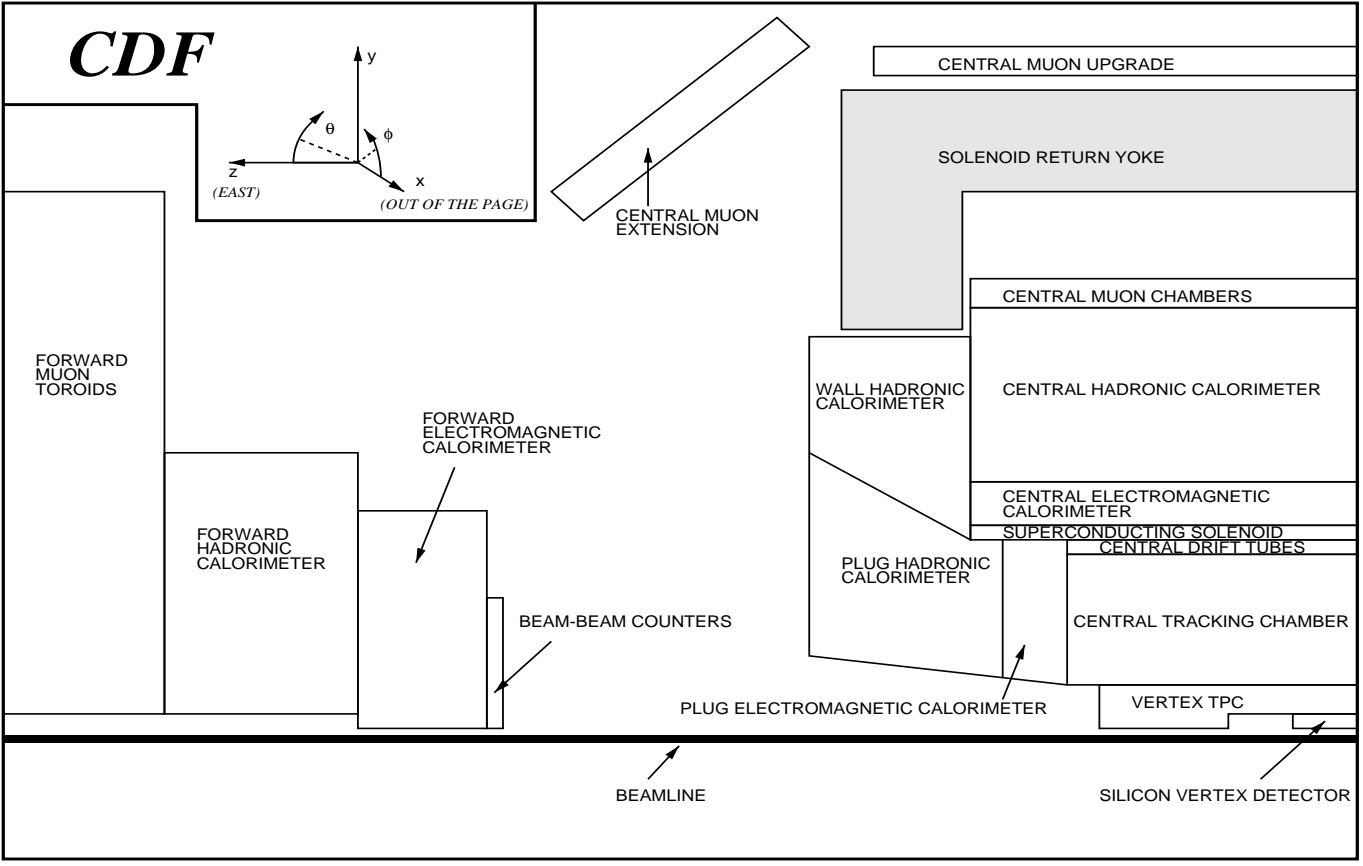 CDF
y
θ
φ
z
x
(EAST)
(OUT OF THE PAGE)
CENTRAL MUON UPGRADE
SOLENOID RETURN YOKE
CENTRAL MUON
EXTENSION
CENTRAL MUON CHAMBERS
FORWARD
MUON
TOROIDS
WALL HADRONIC
CALORIMETER
CENTRAL HADRONIC CALORIMETER
FORWARD
ELECTROMAGNETIC
CALORIMETER
CENTRAL ELECTROMAGNETIC
CALORIMETER
FORWARD
HADRONIC
CALORIMETER
SUPERCONDUCTING SOLENOID
CENTRAL DRIFT TUBES
PLUG HADRONIC
CALORIMETER
BEAM-BEAM COUNTERS
CENTRAL TRACKING CHAMBER
PLUG ELECTROMAGNETIC CALORIMETER
VERTEX TPC
BEAMLINE
SILICON VERTEX DETECTOR